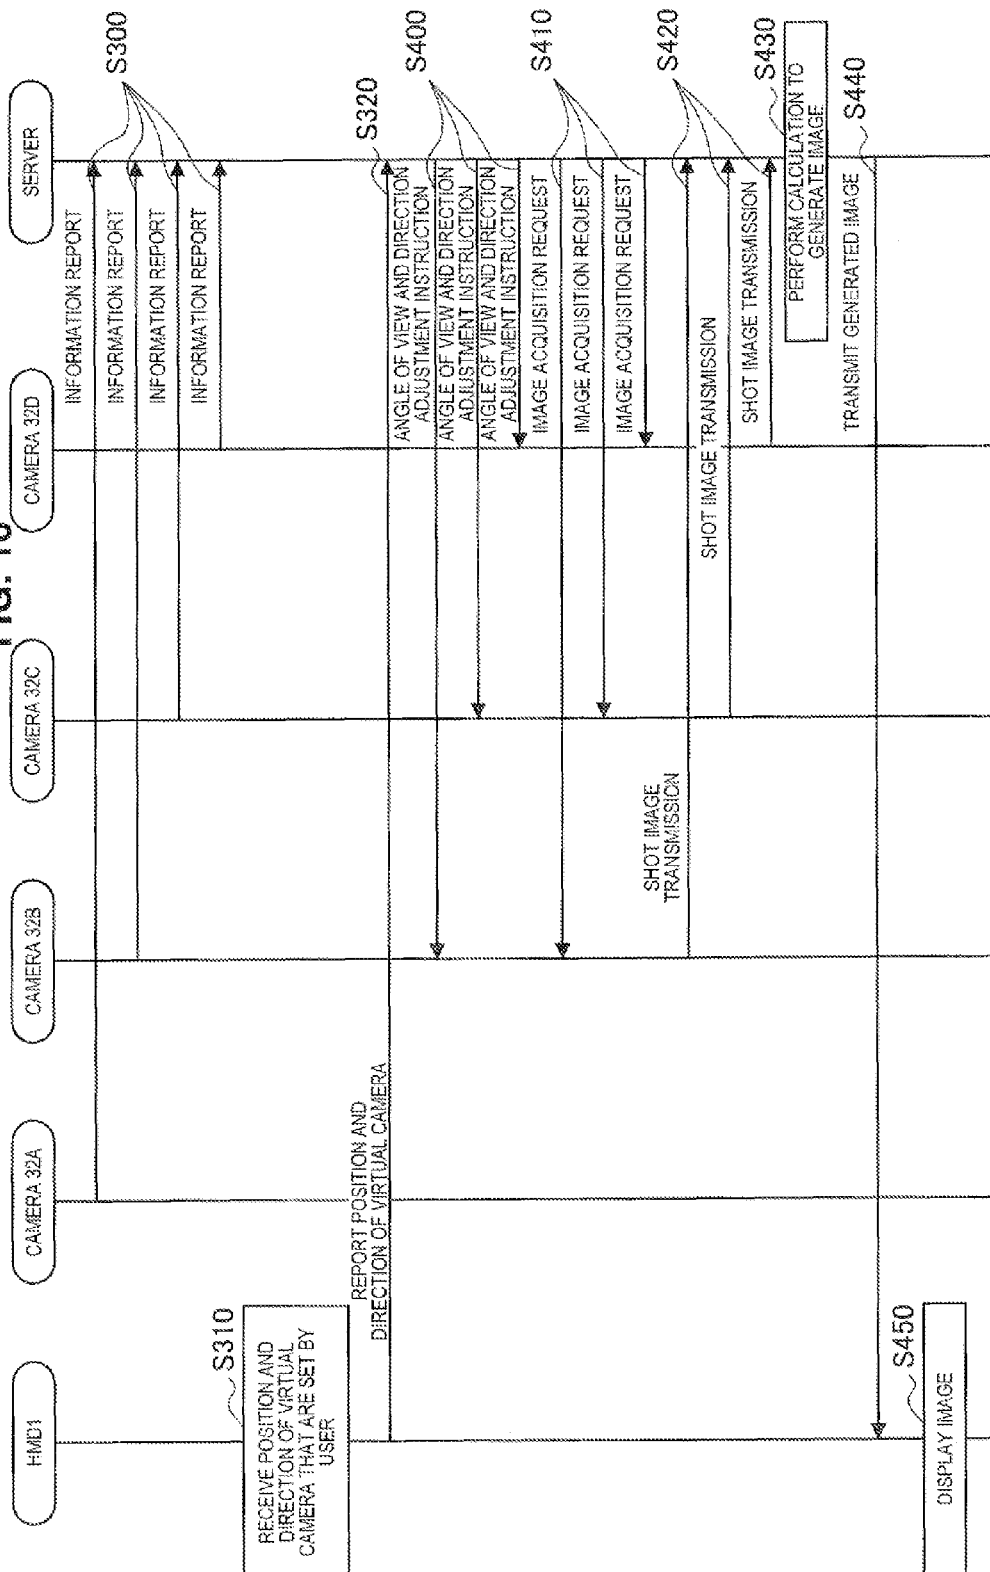 HMD1
CAMERA 32A
CAMERA 32B
CAMERA 32C
CAMERA 32D
SERVER
INFORMATION REPORT
INFORMATION REPORT
INFORMATION REPORT
INFORMATION REPORT
S300
S310
RECEIVE POSITION AND
DIRECTION OF VIRTUAL
CAMERA THAT ARE SET BY
USER
REPORT POSITION AND
DIRECTION OF VIRTUAL CAMERA
S320
ANGLE OF VIEW AND DIRECTION
ADJUSTMENT INSTRUCTION
ANGLE OF VIEW AND DIRECTION
ADJUSTMENT INSTRUCTION
ANGLE OF VIEW AND DIRECTION
ADJUSTMENT INSTRUCTION
S400
IMAGE ACQUISITION REQUEST
IMAGE ACQUISITION REQUEST
IMAGE ACQUISITION REQUEST
S410
SHOT IMAGE
TRANSMISSION
SHOT IMAGE TRANSMISSION
SHOT IMAGE TRANSMISSION
S420
S430
PERFORM CALCULATION TO
GENERATE IMAGE
TRANSMIT GENERATED IMAGE
S440
S450
DISPLAY IMAGE